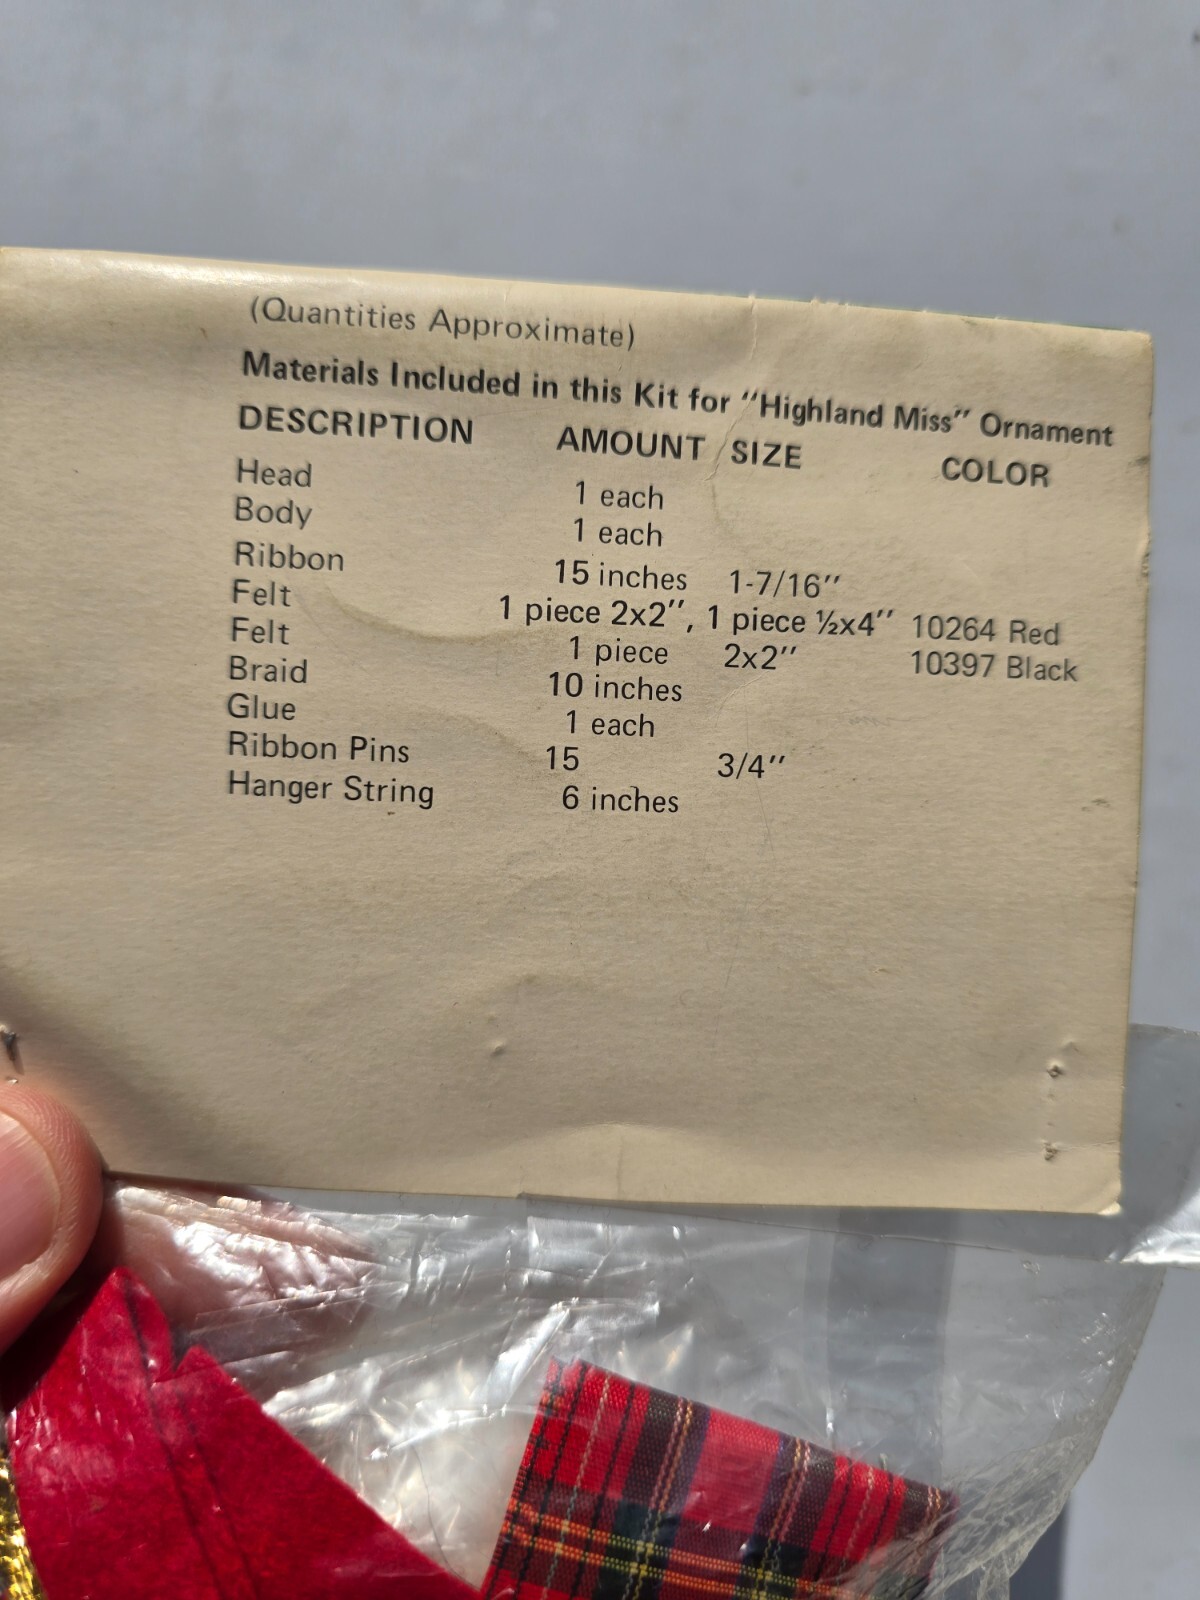 (Quantities Approximate)
Materials Included in this Kit for "Highland Miss" Ornament
DESCRIPTION AMOUNT SIZE COLOR
Head 1 each
Body 1 each
Ribbon 15 inches 1-7/16"
Felt 1 piece 2x2", 1 piece ½x4" 10264 Red
Felt 1 piece 2x2" 10397 Black
Braid 10 inches
Glue 1 each
Ribbon Pins 15 3/4"
Hanger String 6 inches